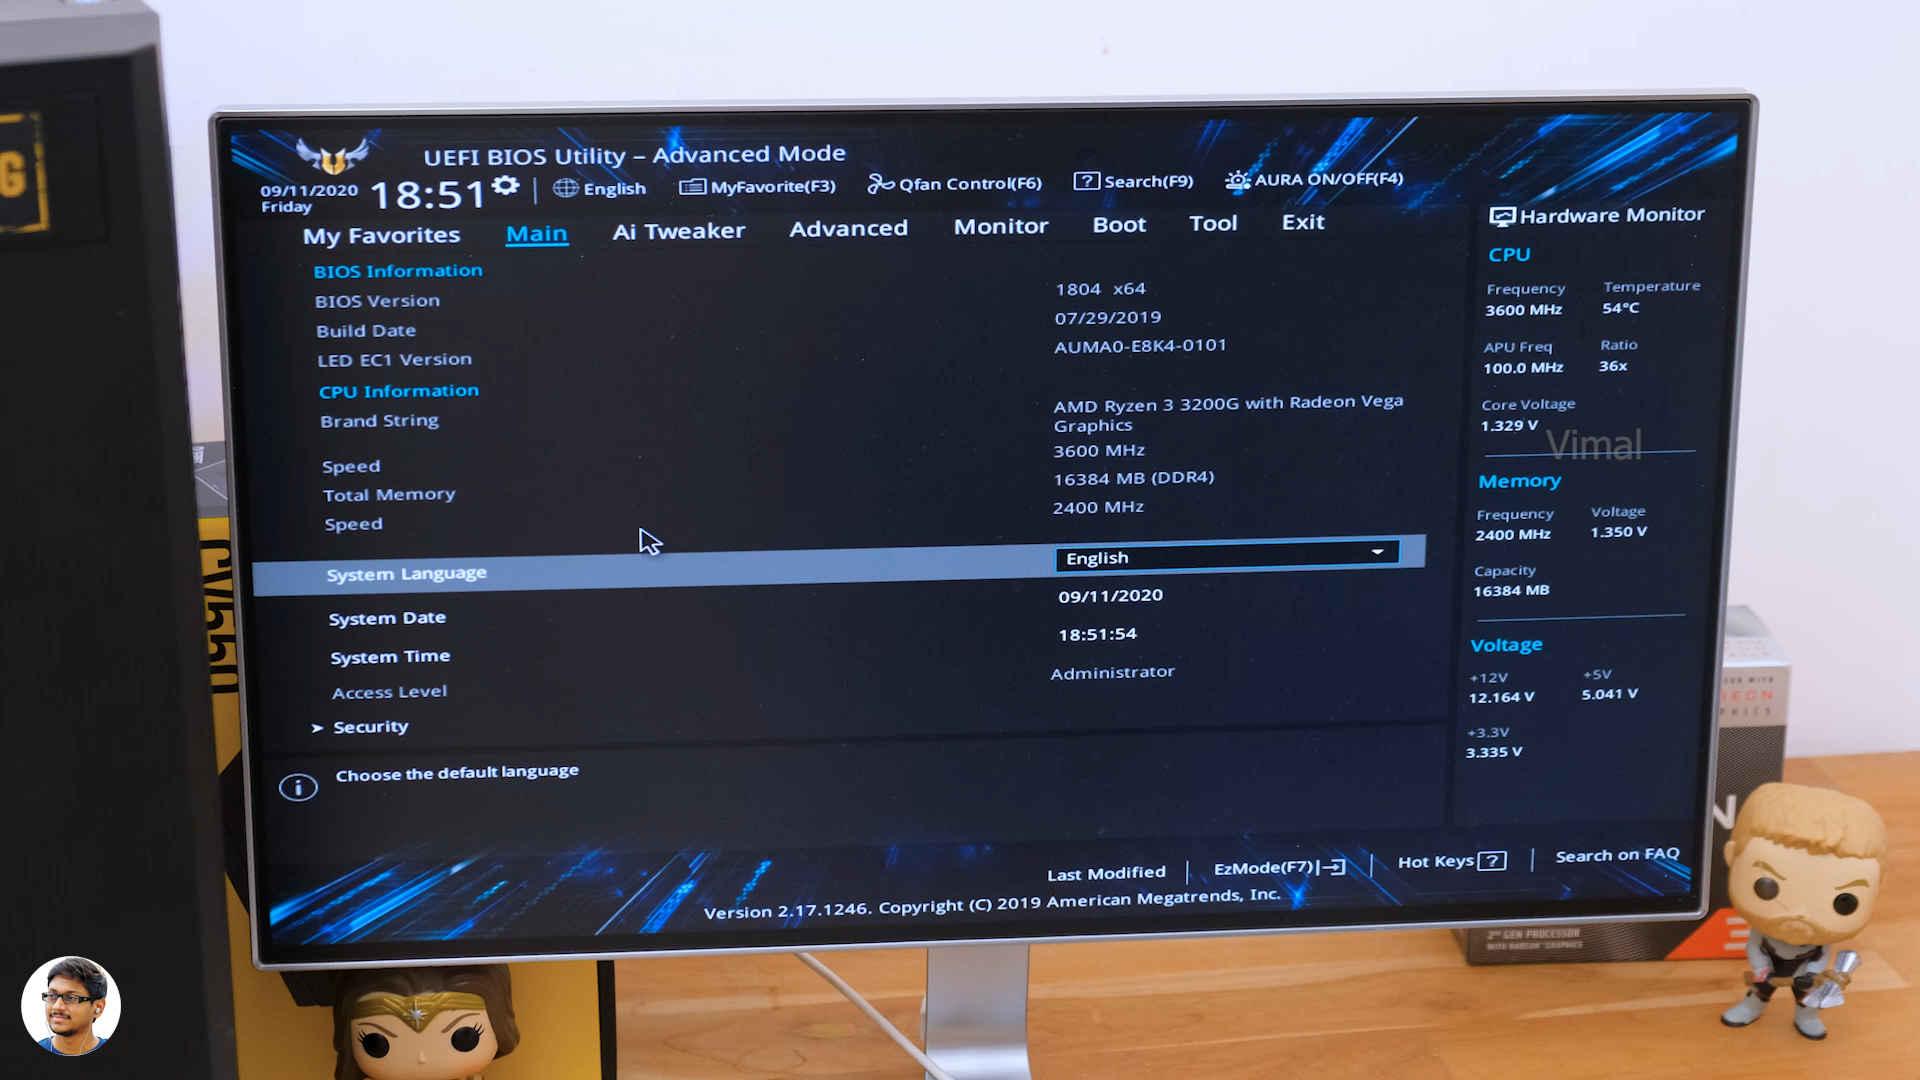 UEFI BIOS Utility – Advanced Mode
09/11/2020
Friday
18:51
English
MyFavorite(F3)
Qfan Control(F6)
? Search(F9)
AURA ON/OFF(F4)
My Favorites
Main
Ai Tweaker
Advanced
Monitor
Boot
Tool
Exit
BIOS Information
BIOS Version 1804 x64
Build Date 07/29/2019
LED EC1 Version AUMA0-E8K4-0101
CPU Information
Brand String AMD Ryzen 3 3200G with Radeon Vega
Graphics
Speed 3600 MHz
Total Memory 16384 MB (DDR4)
Speed 2400 MHz
System Language English
System Date 09/11/2020
System Time 18:51:54
Access Level Administrator
> Security
i Choose the default language
Hardware Monitor
CPU
Frequency Temperature
3600 MHz 54°C
APU Freq Ratio
100.0 MHz 36x
Core Voltage
1.329 V
Vimal
Memory
Frequency Voltage
2400 MHz 1.350 V
Capacity
16384 MB
Voltage
+12V +5V
12.164 V 5.041 V
+3.3V
3.335 V
Last Modified
EzMode(F7)
Hot Keys ?
Search on FAQ
Version 2.17.1246. Copyright (C) 2019 American Megatrends, Inc.
G
CV550
2ND GEN PROCESSOR
WITH RADEON GRAPHICS
3